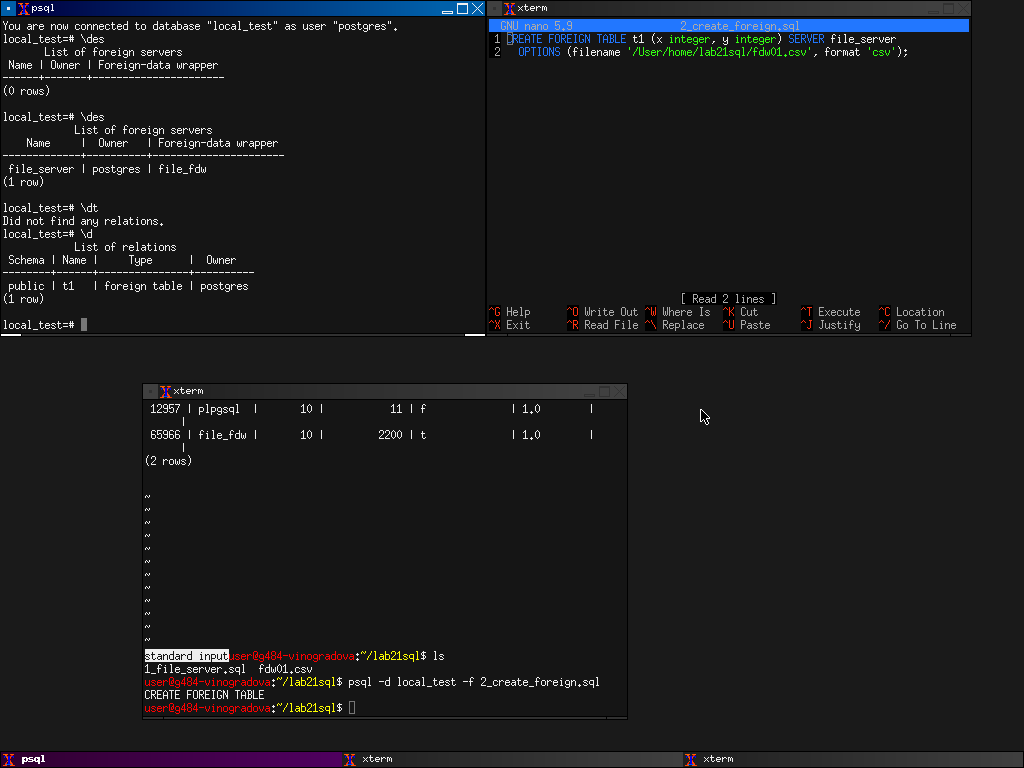 psql
You are now connected to database "local_test" as user "postgres".
local_test=# \des
List of foreign servers
Name | Owner | Foreign-data wrapper
------+-------+----------------------
(0 rows)
local_test=# \des
List of foreign servers
Name | Owner | Foreign-data wrapper
-------------+----------+----------------------
file_server | postgres | file_fdw
(1 row)
local_test=# \dt
Did not find any relations.
local_test=# \d
List of relations
Schema | Name | Type | Owner
--------+------+---------------+----------
public | t1 | foreign table | postgres
(1 row)
local_test=#
xterm
GNU nano 5.9 2_create_foreign.sql
1 CREATE FOREIGN TABLE t1 (x integer, y integer) SERVER file_server
2 OPTIONS (filename '/User/home/lab21sql/fdw01.csv', format 'csv');
[ Read 2 lines ]
^G Help ^O Write Out ^W Where Is ^K Cut ^T Execute ^C Location
^X Exit ^R Read File ^\ Replace ^U Paste ^J Justify ^/ Go To Line
xterm
12957 | plpgsql | 10 | 11 | f | 1.0 |
|
65966 | file_fdw | 10 | 2200 | t | 1.0 |
|
(2 rows)
~
~
~
~
~
~
~
~
~
~
~
~
standard input user@g484-vinogradova:~/lab21sql$ ls
1_file_server.sql fdw01.csv
user@g484-vinogradova:~/lab21sql$ psql -d local_test -f 2_create_foreign.sql
CREATE FOREIGN TABLE
user@g484-vinogradova:~/lab21sql$
psql xterm xterm